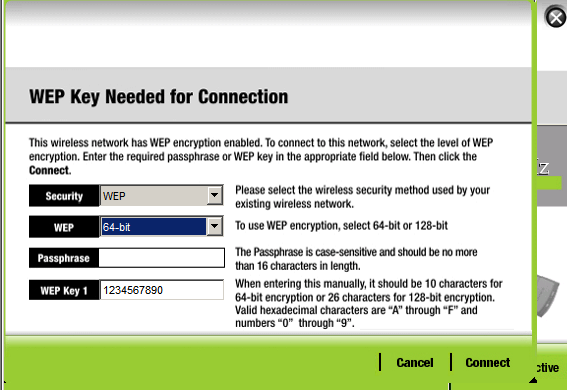 WEP Key Needed for Connection
This wireless network has WEP encryption enabled. To connect to this network, select the level of WEP
encryption. Enter the required passphrase or WEP key in the appropriate field below. Then click the
Connect.
Security WEP Please select the wireless security method used by your
existing wireless network.
WEP 64-bit To use WEP encryption, select 64-bit or 128-bit
Passphrase The Passphrase is case-sensitive and should be no more
than 16 characters in length.
WEP Key 1 1234567890 When entering this manually, it should be 10 characters for
64-bit encryption or 26 characters for 128-bit encryption.
Valid hexadecimal characters are “A” through “F” and
numbers “0” through “9”.
Cancel Connect